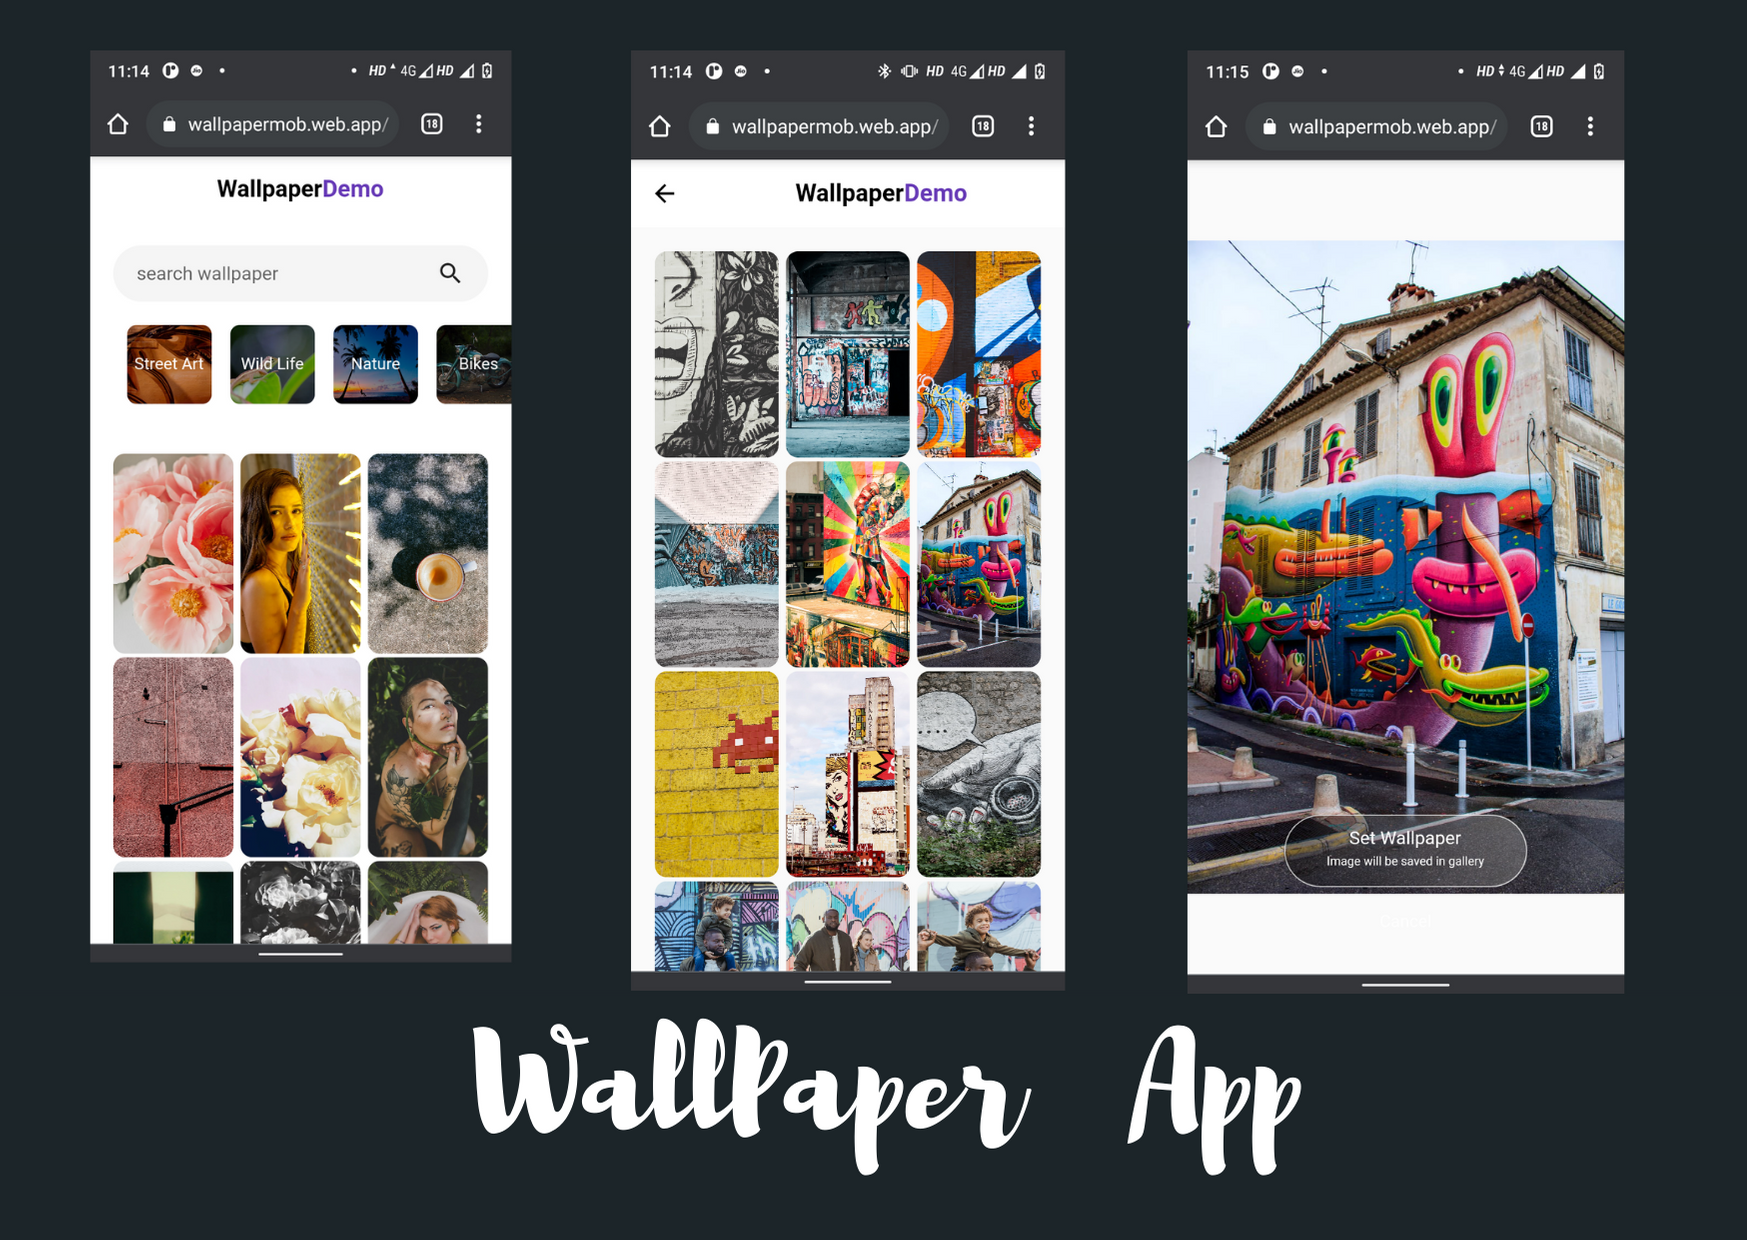 11:14
HD 4G HD
wallpapermob.web.app/
18
WallpaperDemo
search wallpaper
Street Art
Wild Life
Nature
Bikes
11:14
HD 4G HD
wallpapermob.web.app/
18
WallpaperDemo
11:15
HD 4G HD
wallpapermob.web.app/
18
Set Wallpaper
Image will be saved in gallery
Cancel
WallPaper App